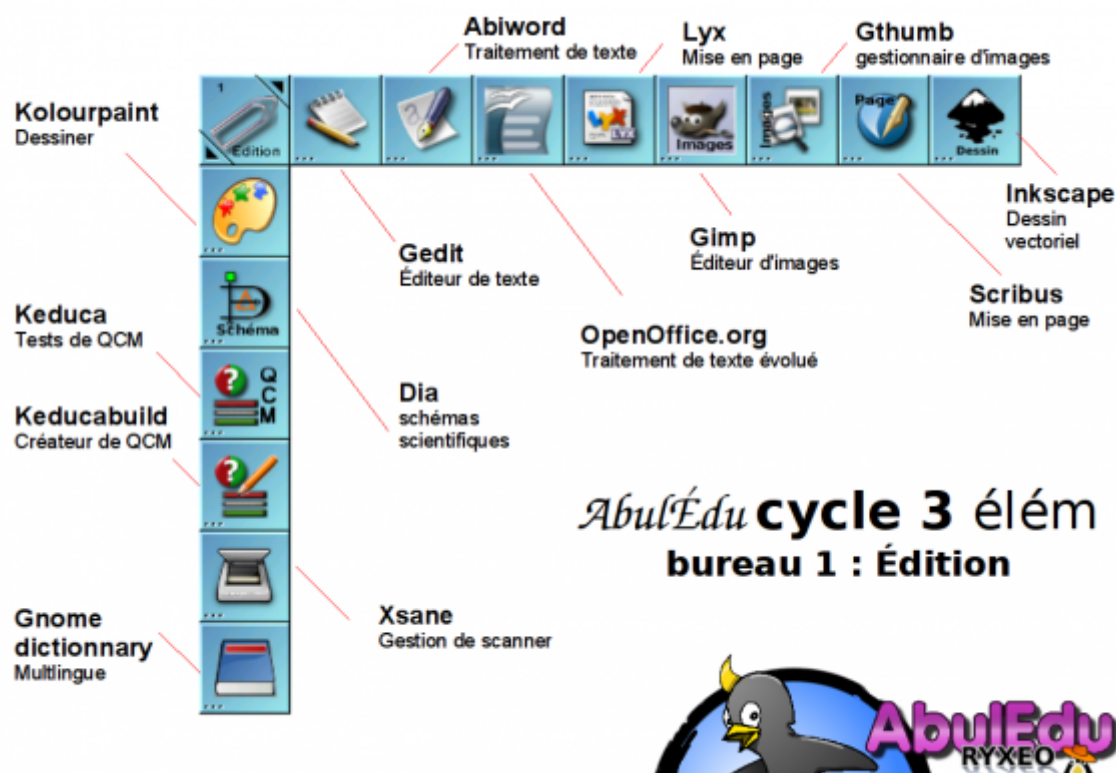 Abiword
Traitement de texte
Lyx
Mise en page
Gthumb
gestionnaire d'images
Kolourpaint
Dessiner
1
Édition
LYX
Images
Images
Page
Dessin
Inkscape
Dessin
vectoriel
Gedit
Éditeur de texte
Gimp
Éditeur d'images
Scribus
Mise en page
OpenOffice.org
Traitement de texte évolué
Schéma
Keduca
Tests de QCM
QCM
Dia
schémas
scientifiques
Keducabuild
Créateur de QCM
AbulÉdu cycle 3 élém
bureau 1 : Édition
Xsane
Gestion de scanner
Gnome
dictionnary
Multlingue
AbulEdu
RYXEO